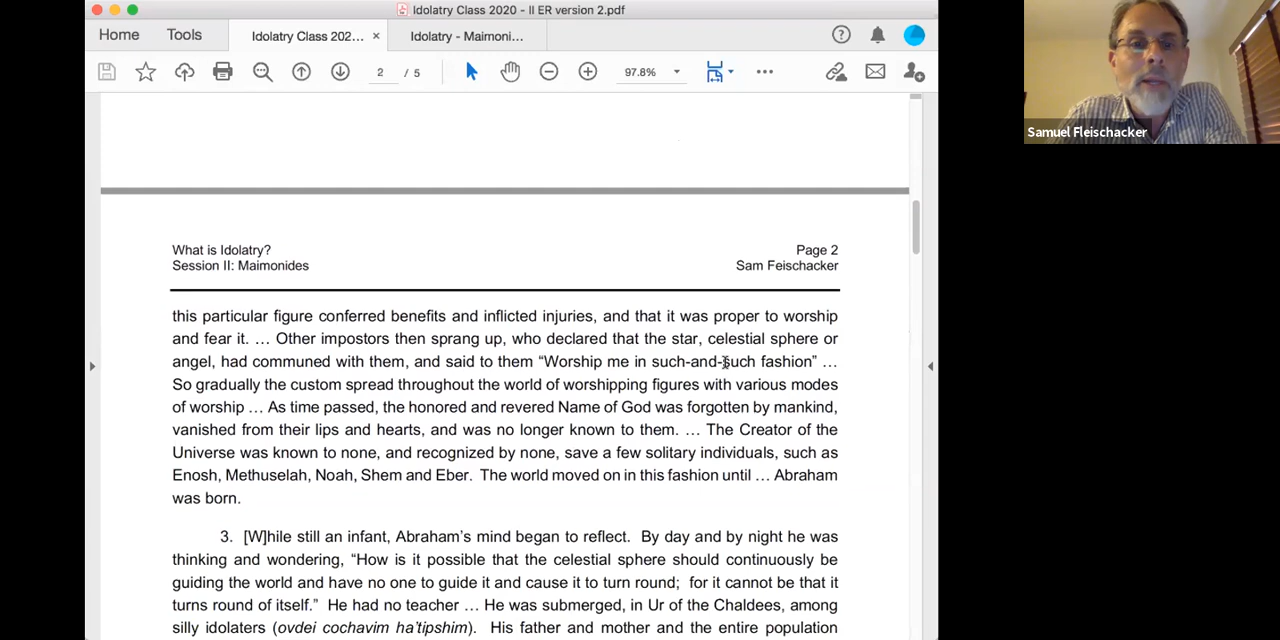 Idolatry Class 2020 - II ER version 2.pdf
Home Tools Idolatry Class 202... × Idolatry - Maimoni...
2 / 5 97.8%
Samuel Fleischacker
What is Idolatry? Page 2
Session II: Maimonides Sam Feischacker
this particular figure conferred benefits and inflicted injuries, and that it was proper to worship
and fear it. … Other impostors then sprang up, who declared that the star, celestial sphere or
angel, had communed with them, and said to them “Worship me in such-and-such fashion” …
So gradually the custom spread throughout the world of worshipping figures with various modes
of worship … As time passed, the honored and revered Name of God was forgotten by mankind,
vanished from their lips and hearts, and was no longer known to them. … The Creator of the
Universe was known to none, and recognized by none, save a few solitary individuals, such as
Enosh, Methuselah, Noah, Shem and Eber. The world moved on in this fashion until … Abraham
was born.
3. [W]hile still an infant, Abraham’s mind began to reflect. By day and by night he was
thinking and wondering, “How is it possible that the celestial sphere should continuously be
guiding the world and have no one to guide it and cause it to turn round; for it cannot be that it
turns round of itself.” He had no teacher … He was submerged, in Ur of the Chaldees, among
silly idolaters (ovdei cochavim ha’tipshim). His father and mother and the entire population